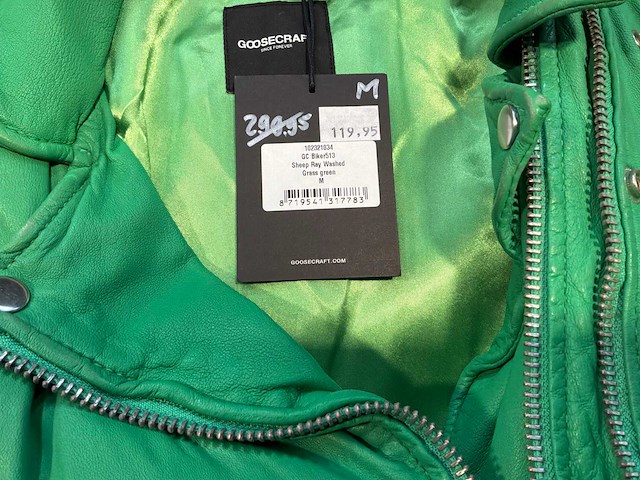 GOOSECRAF
SINCE FOREVER
M
299.95
119,95
102321034
GC Biker513
Sheep Ray Washed
Grass green
M
8 719541 317783
GOOSECRAFT.COM